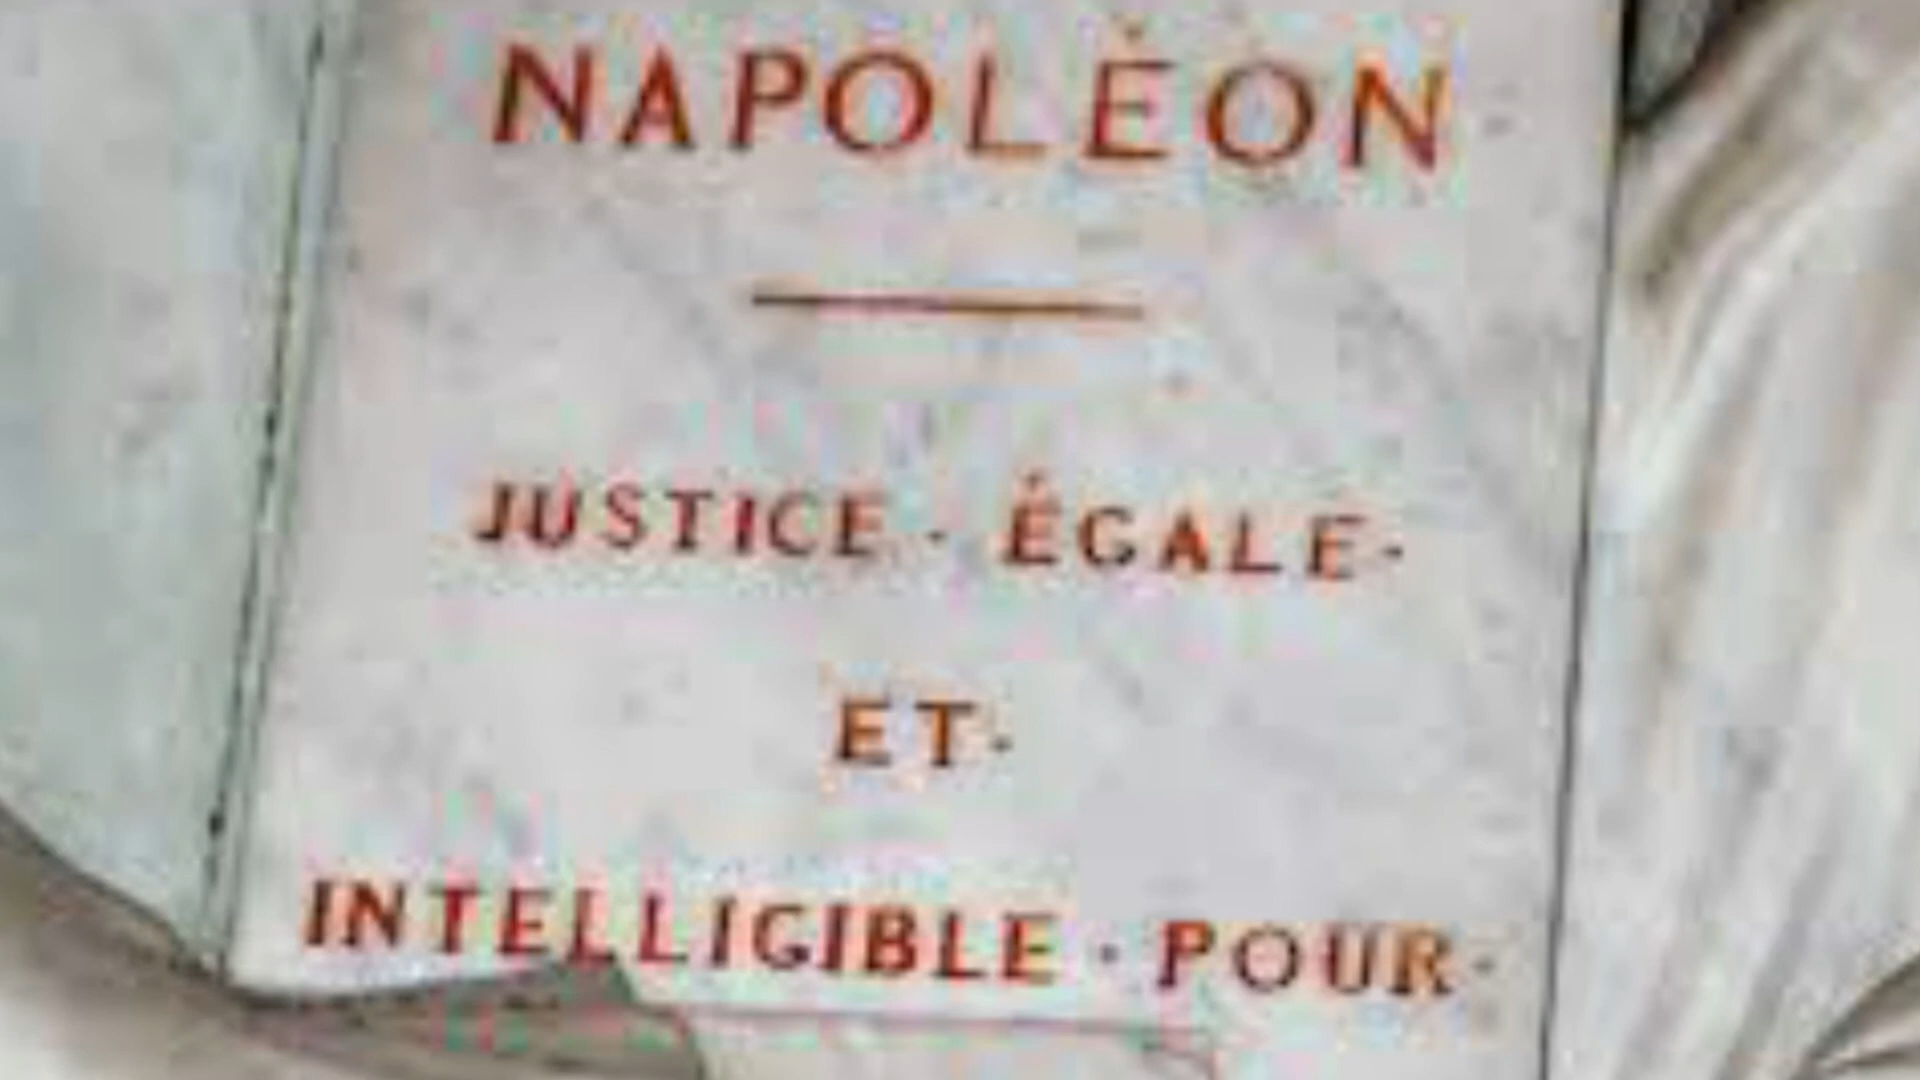 NAPOLÉON
JUSTICE · ÉGALE ·
ET ·
INTELLIGIBLE · POUR ·